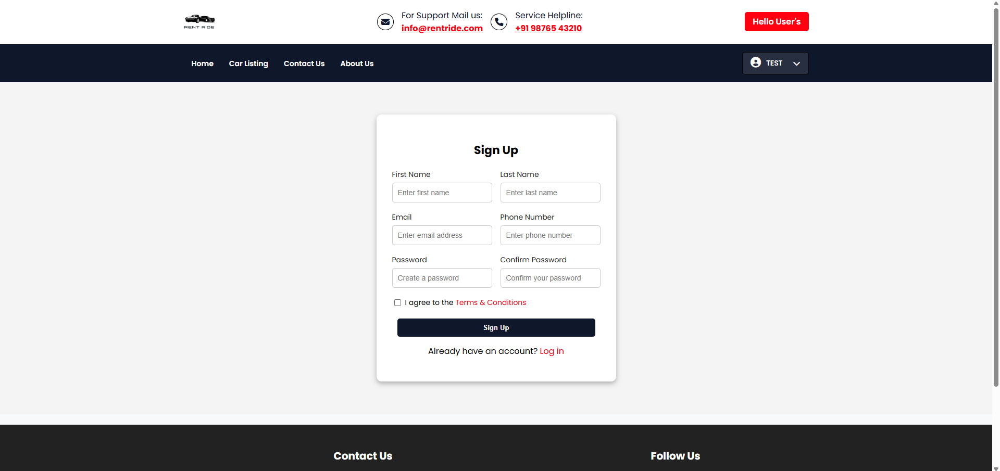 RENT RIDE
For Support Mail us:
info@rentride.com
Service Helpline:
+91 98765 43210
Hello User's
Home
Car Listing
Contact Us
About Us
TEST
Sign Up
First Name
Last Name
Enter first name
Enter last name
Email
Phone Number
Enter email address
Enter phone number
Password
Confirm Password
Create a password
Confirm your password
I agree to the Terms & Conditions
Sign Up
Already have an account? Log in
Contact Us
Follow Us